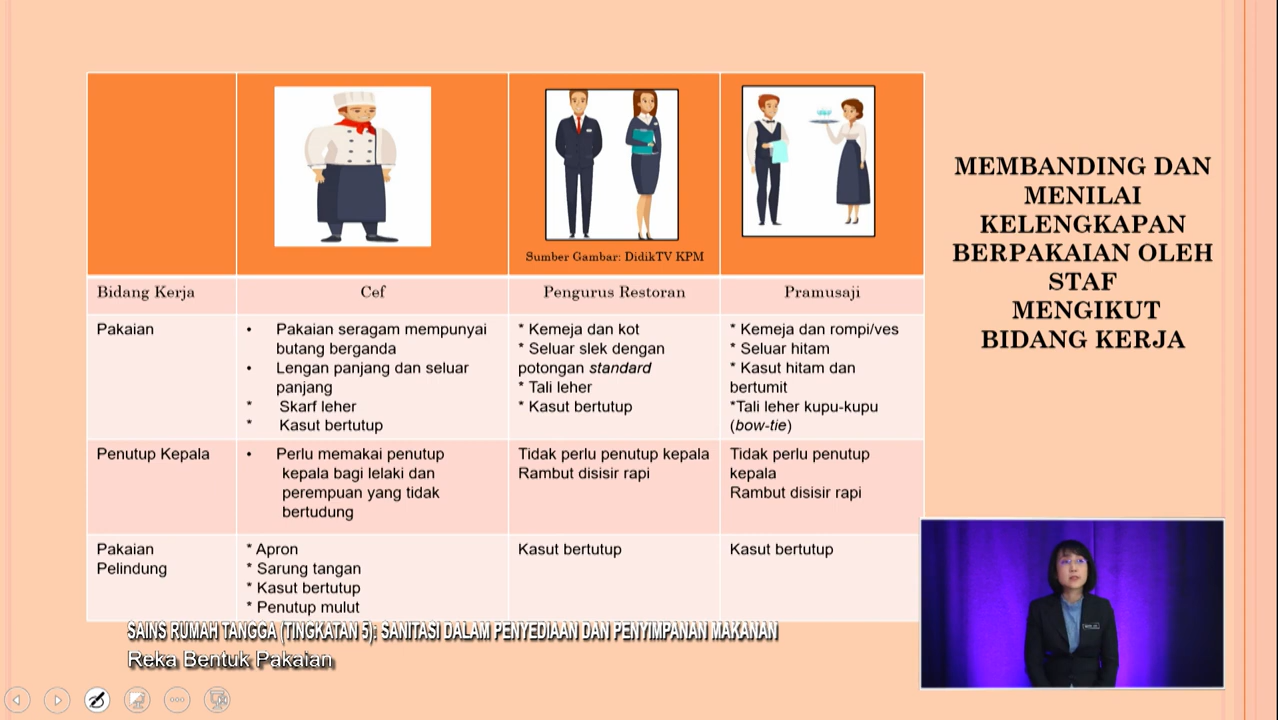 Sumber Gambar: DidikTV KPM
MEMBANDING DAN
MENILAI
KELENGKAPAN
BERPAKAIAN OLEH
STAF
MENGIKUT
BIDANG KERJA
Bidang Kerja
Cef
Pengurus Restoran
Pramusaji
Pakaian
• Pakaian seragam mempunyai
butang berganda
• Lengan panjang dan seluar
panjang
* Skarf leher
* Kasut bertutup
* Kemeja dan kot
* Seluar slek dengan
potongan standard
* Tali leher
* Kasut bertutup
* Kemeja dan rompi/ves
* Seluar hitam
* Kasut hitam dan
bertumit
*Tali leher kupu-kupu
(bow-tie)
Penutup Kepala
• Perlu memakai penutup
kepala bagi lelaki dan
perempuan yang tidak
bertudung
Tidak perlu penutup kepala
Rambut disisir rapi
Tidak perlu penutup
kepala
Rambut disisir rapi
Pakaian
Pelindung
* Apron
* Sarung tangan
* Kasut bertutup
* Penutup mulut
Kasut bertutup
Kasut bertutup
SAINS RUMAH TANGGA (TINGKATAN 5): SANITASI DALAM PENYEDIAAN DAN PENYIMPANAN MAKANAN
Reka Bentuk Pakaian